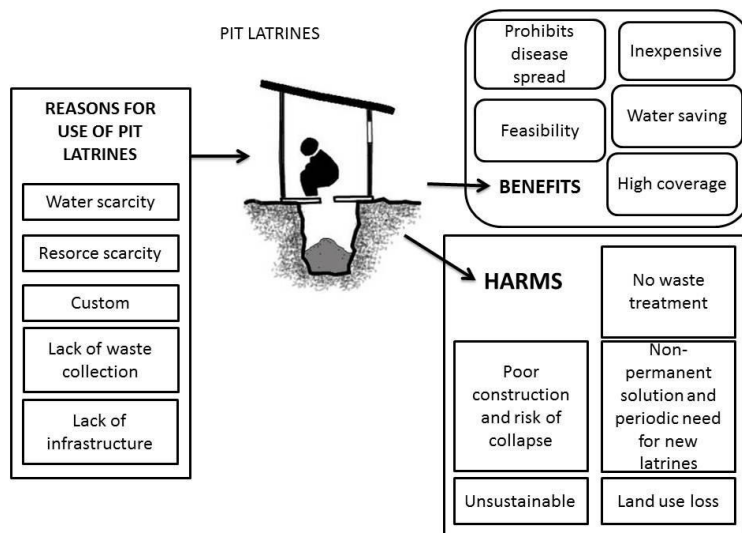 PIT LATRINES
REASONS FOR
USE OF PIT
LATRINES
Water scarcity
Resorce scarcity
Custom
Lack of waste
collection
Lack of
infrastructure
Prohibits
disease
spread
Inexpensive
Feasibility
Water saving
BENEFITS
High coverage
HARMS
No waste
treatment
Poor
construction
and risk of
collapse
Non-
permanent
solution and
periodic need
for new
latrines
Unsustainable
Land use loss